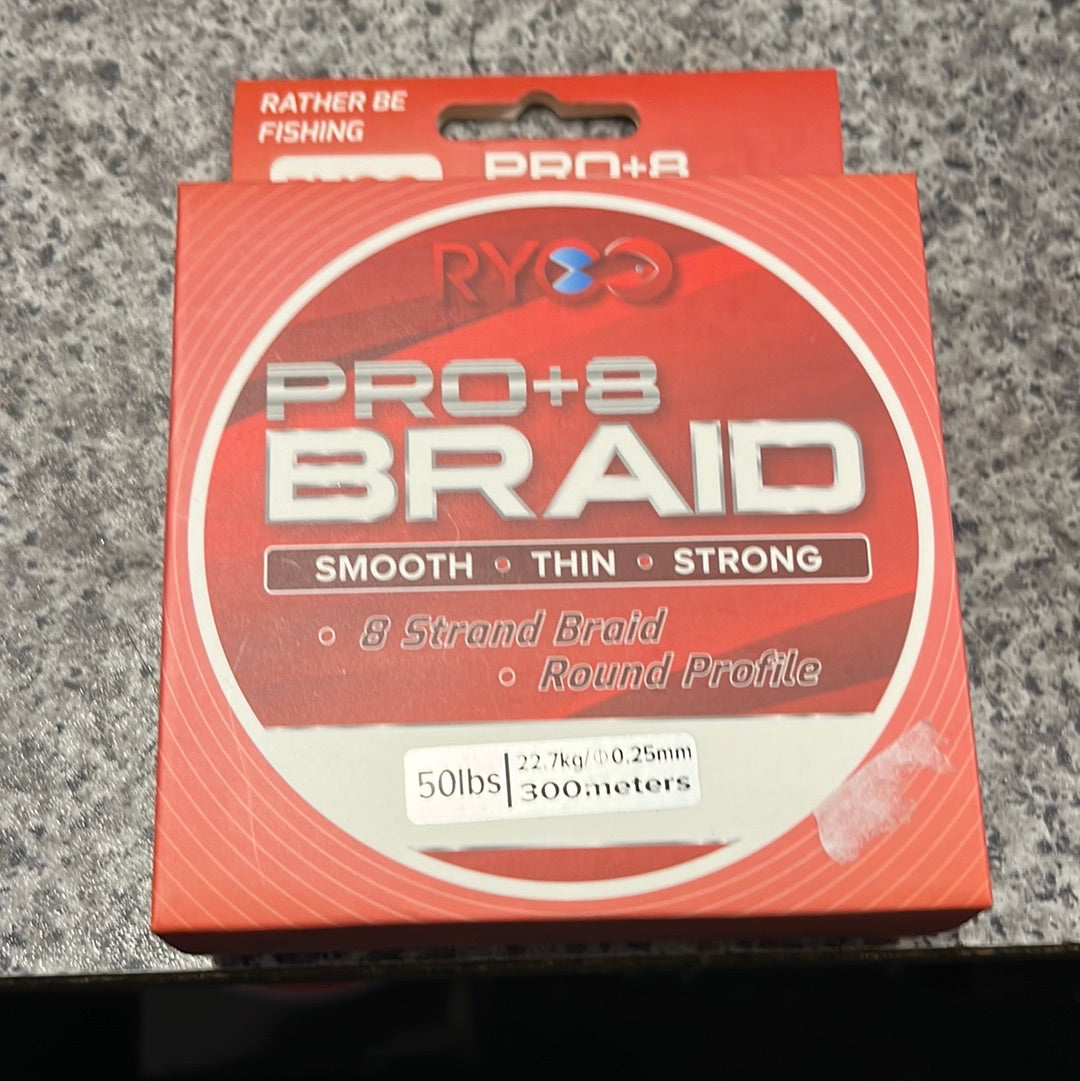 RATHER BE
FISHING
PRO+8
RYCO
PRO+8
BRAID
SMOOTH • THIN • STRONG
• 8 Strand Braid
• Round Profile
50lbs
22.7kg/Φ0.25mm
300meters